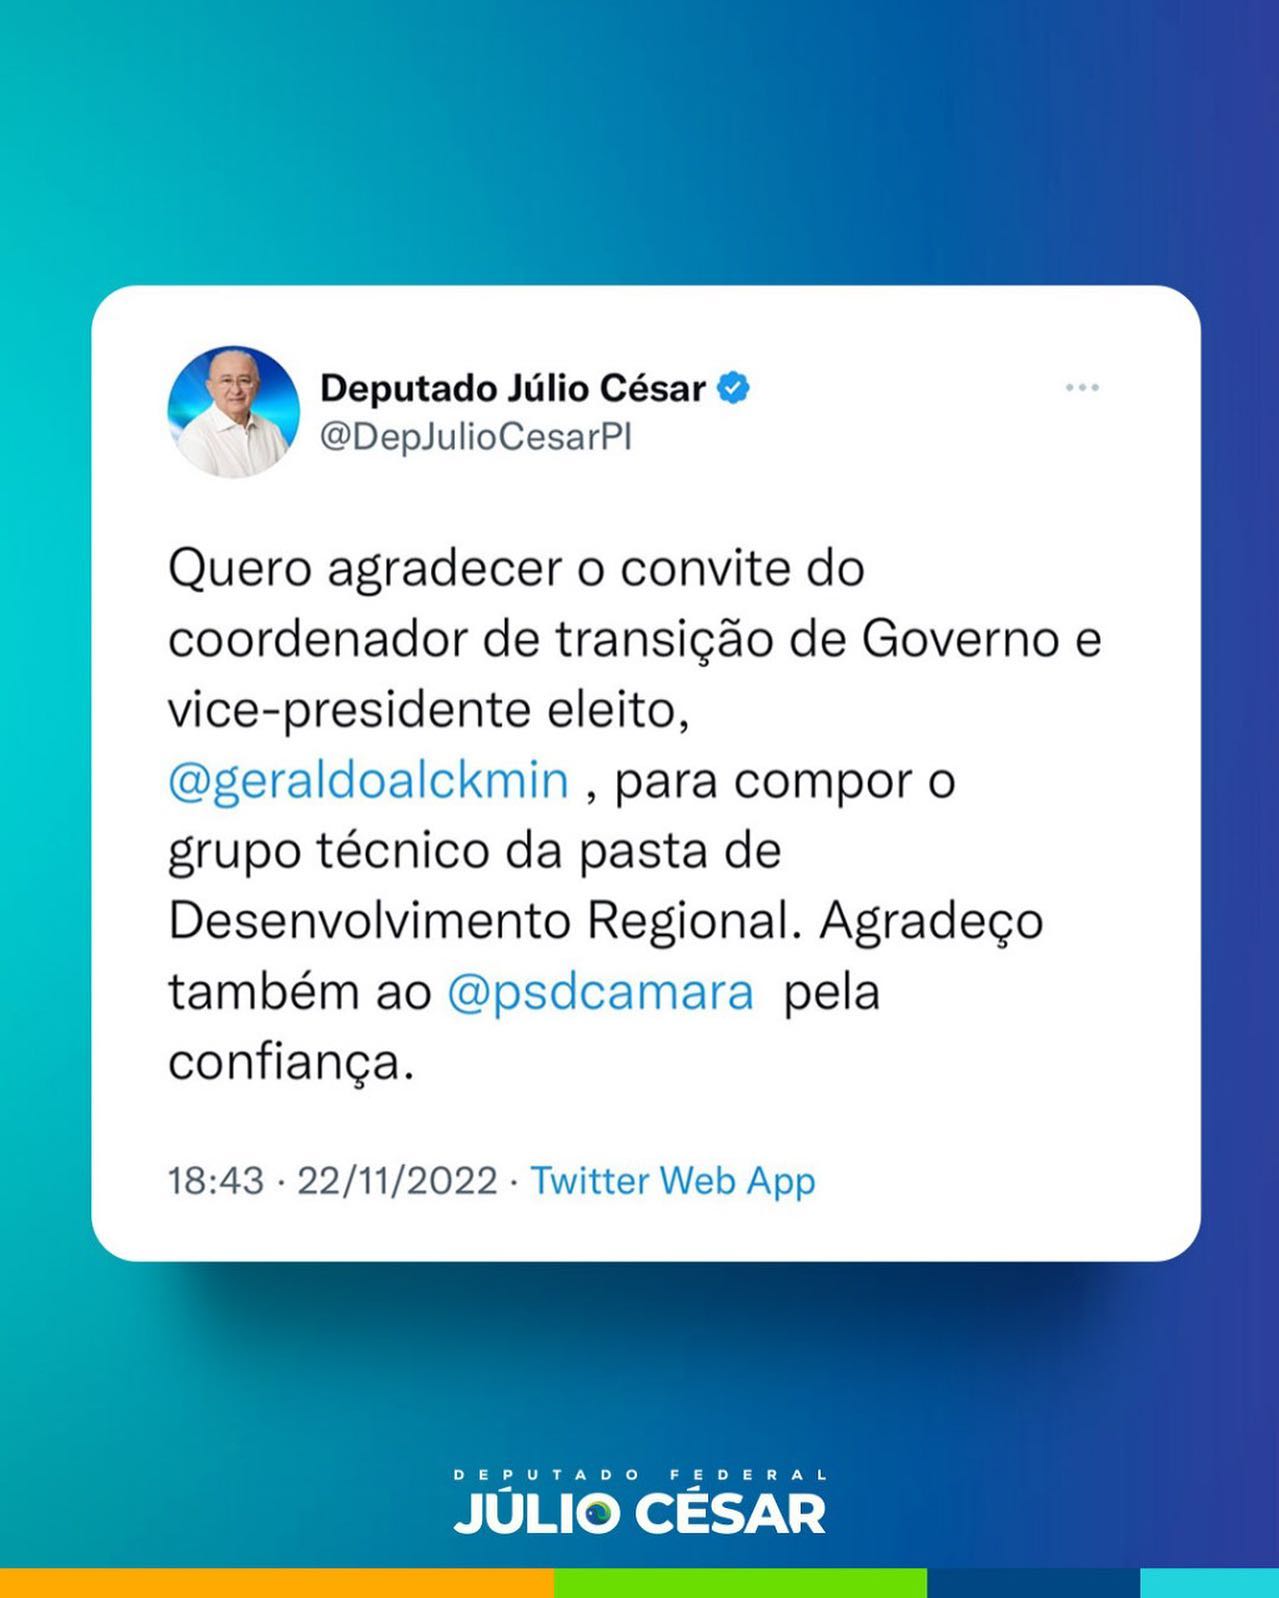 Deputado Júlio César
@DepJulioCesarPI
Quero agradecer o convite do
coordenador de transição de Governo e
vice-presidente eleito,
@geraldoalckmin , para compor o
grupo técnico da pasta de
Desenvolvimento Regional. Agradeço
também ao @psdcamara pela
confiança.
18:43 · 22/11/2022 · Twitter Web App
DEPUTADO FEDERAL
JÚLIO CÉSAR